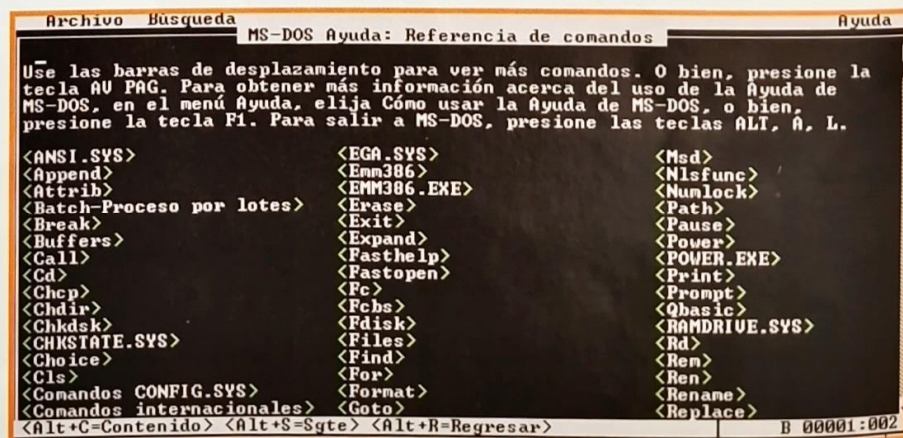 Archivo Búsqueda Ayuda
MS-DOS Ayuda: Referencia de comandos
Use las barras de desplazamiento para ver más comandos. O bien, presione la
tecla AV PAG. Para obtener más información acerca del uso de la Ayuda de
MS-DOS, en el menú Ayuda, elija Cómo usar la Ayuda de MS-DOS, o bien,
presione la tecla F1. Para salir a MS-DOS, presione las teclas ALT, A, L.
<ANSI.SYS> <EGA.SYS> <Msd>
<Append> <Emm386> <Nlsfunc>
<Attrib> <EMM386.EXE> <Numlock>
<Batch-Proceso por lotes> <Erase> <Path>
<Break> <Exit> <Pause>
<Buffers> <Expand> <Power>
<Call> <Fasthelp> <POWER.EXE>
<Cd> <Fastopen> <Print>
<Chcp> <Fc> <Prompt>
<Chdir> <Fcbs> <Qbasic>
<Chkdsk> <Fdisk> <RAMDRIVE.SYS>
<CHKSTATE.SYS> <Files> <Rd>
<Choice> <Find> <Rem>
<Cls> <For> <Ren>
<Comandos CONFIG.SYS> <Format> <Rename>
<Comandos internacionales> <Goto> <Replace>
<Alt+C=Contenido> <Alt+S=Sgte> <Alt+R=Regresar> B 00001:002